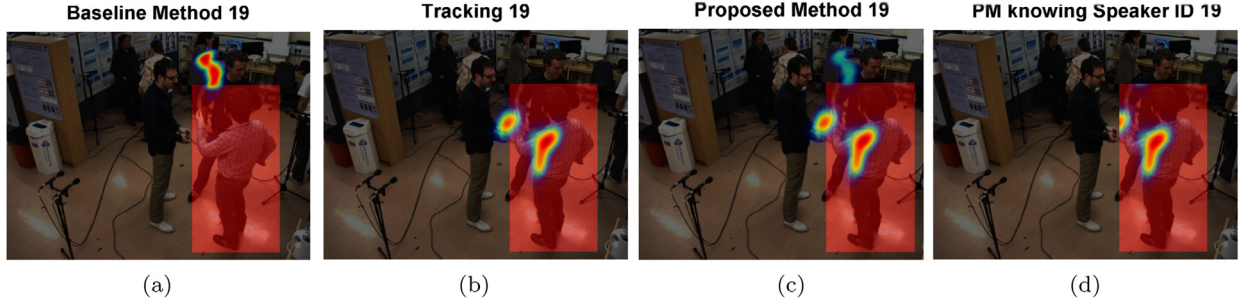 Baseline Method 19
Tracking 19
Proposed Method 19
PM knowing Speaker ID 19
(a)
(b)
(c)
(d)